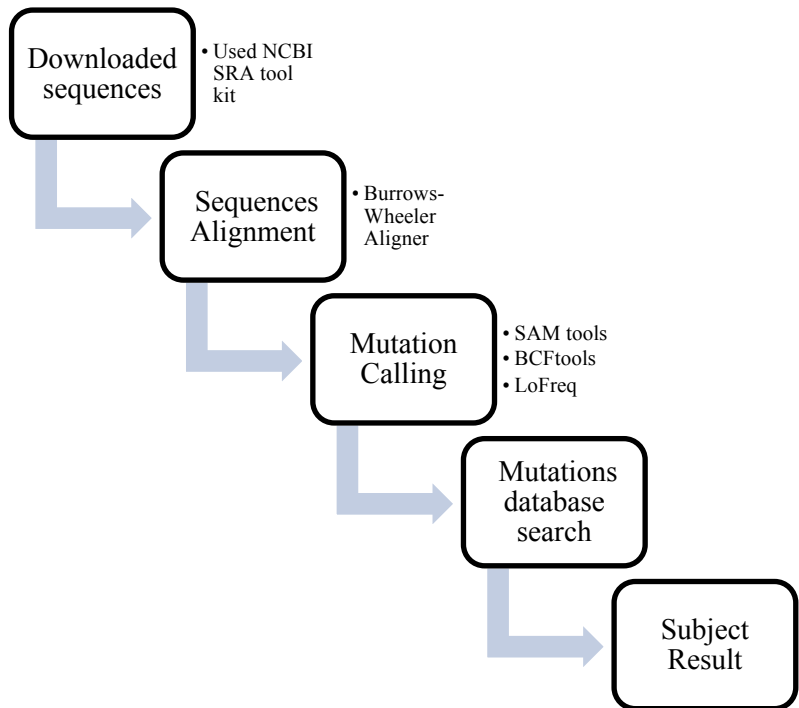 Downloaded
sequences
• Used NCBI
SRA tool
kit
Sequences
Alignment
• Burrows-
Wheeler
Aligner
Mutation
Calling
• SAM tools
• BCFtools
• LoFreq
Mutations
database
search
Subject
Result